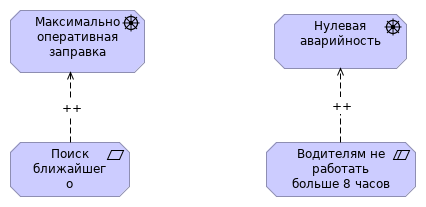 Максимально
оперативная
заправка
Нулевая
аварийность
++
++
Поиск
ближайшег
о
Водителям не
работать
больше 8 часов